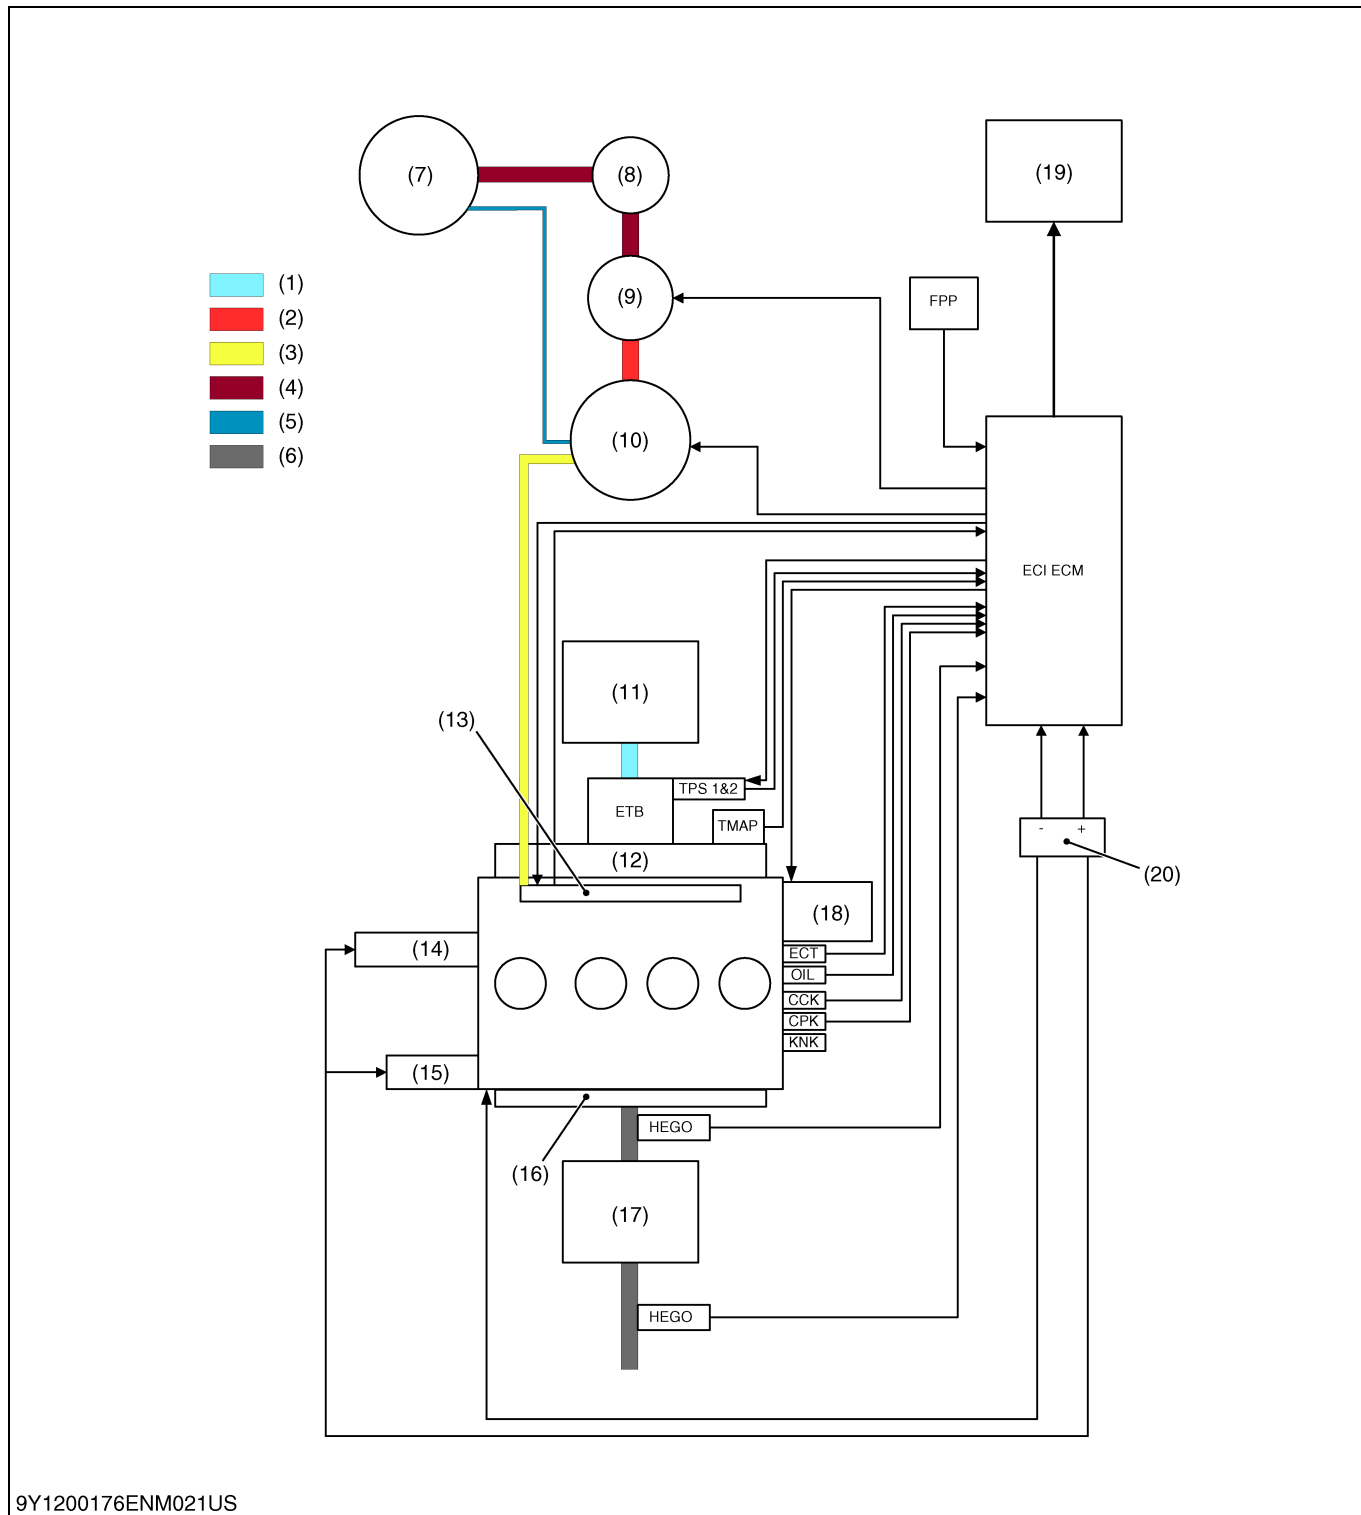 (7)
(8)
(19)
(1)
(2)
(3)
(4)
(5)
(6)
(9)
FPP
(10)
ECI ECM
(11)
(13)
TPS 1&2
ETB
TMAP
- +
(12)
(20)
(18)
(14)
ECT
OIL
CCK
CPK
KNK
(15)
HEGO
(16)
(17)
HEGO
9Y1200176ENM021US